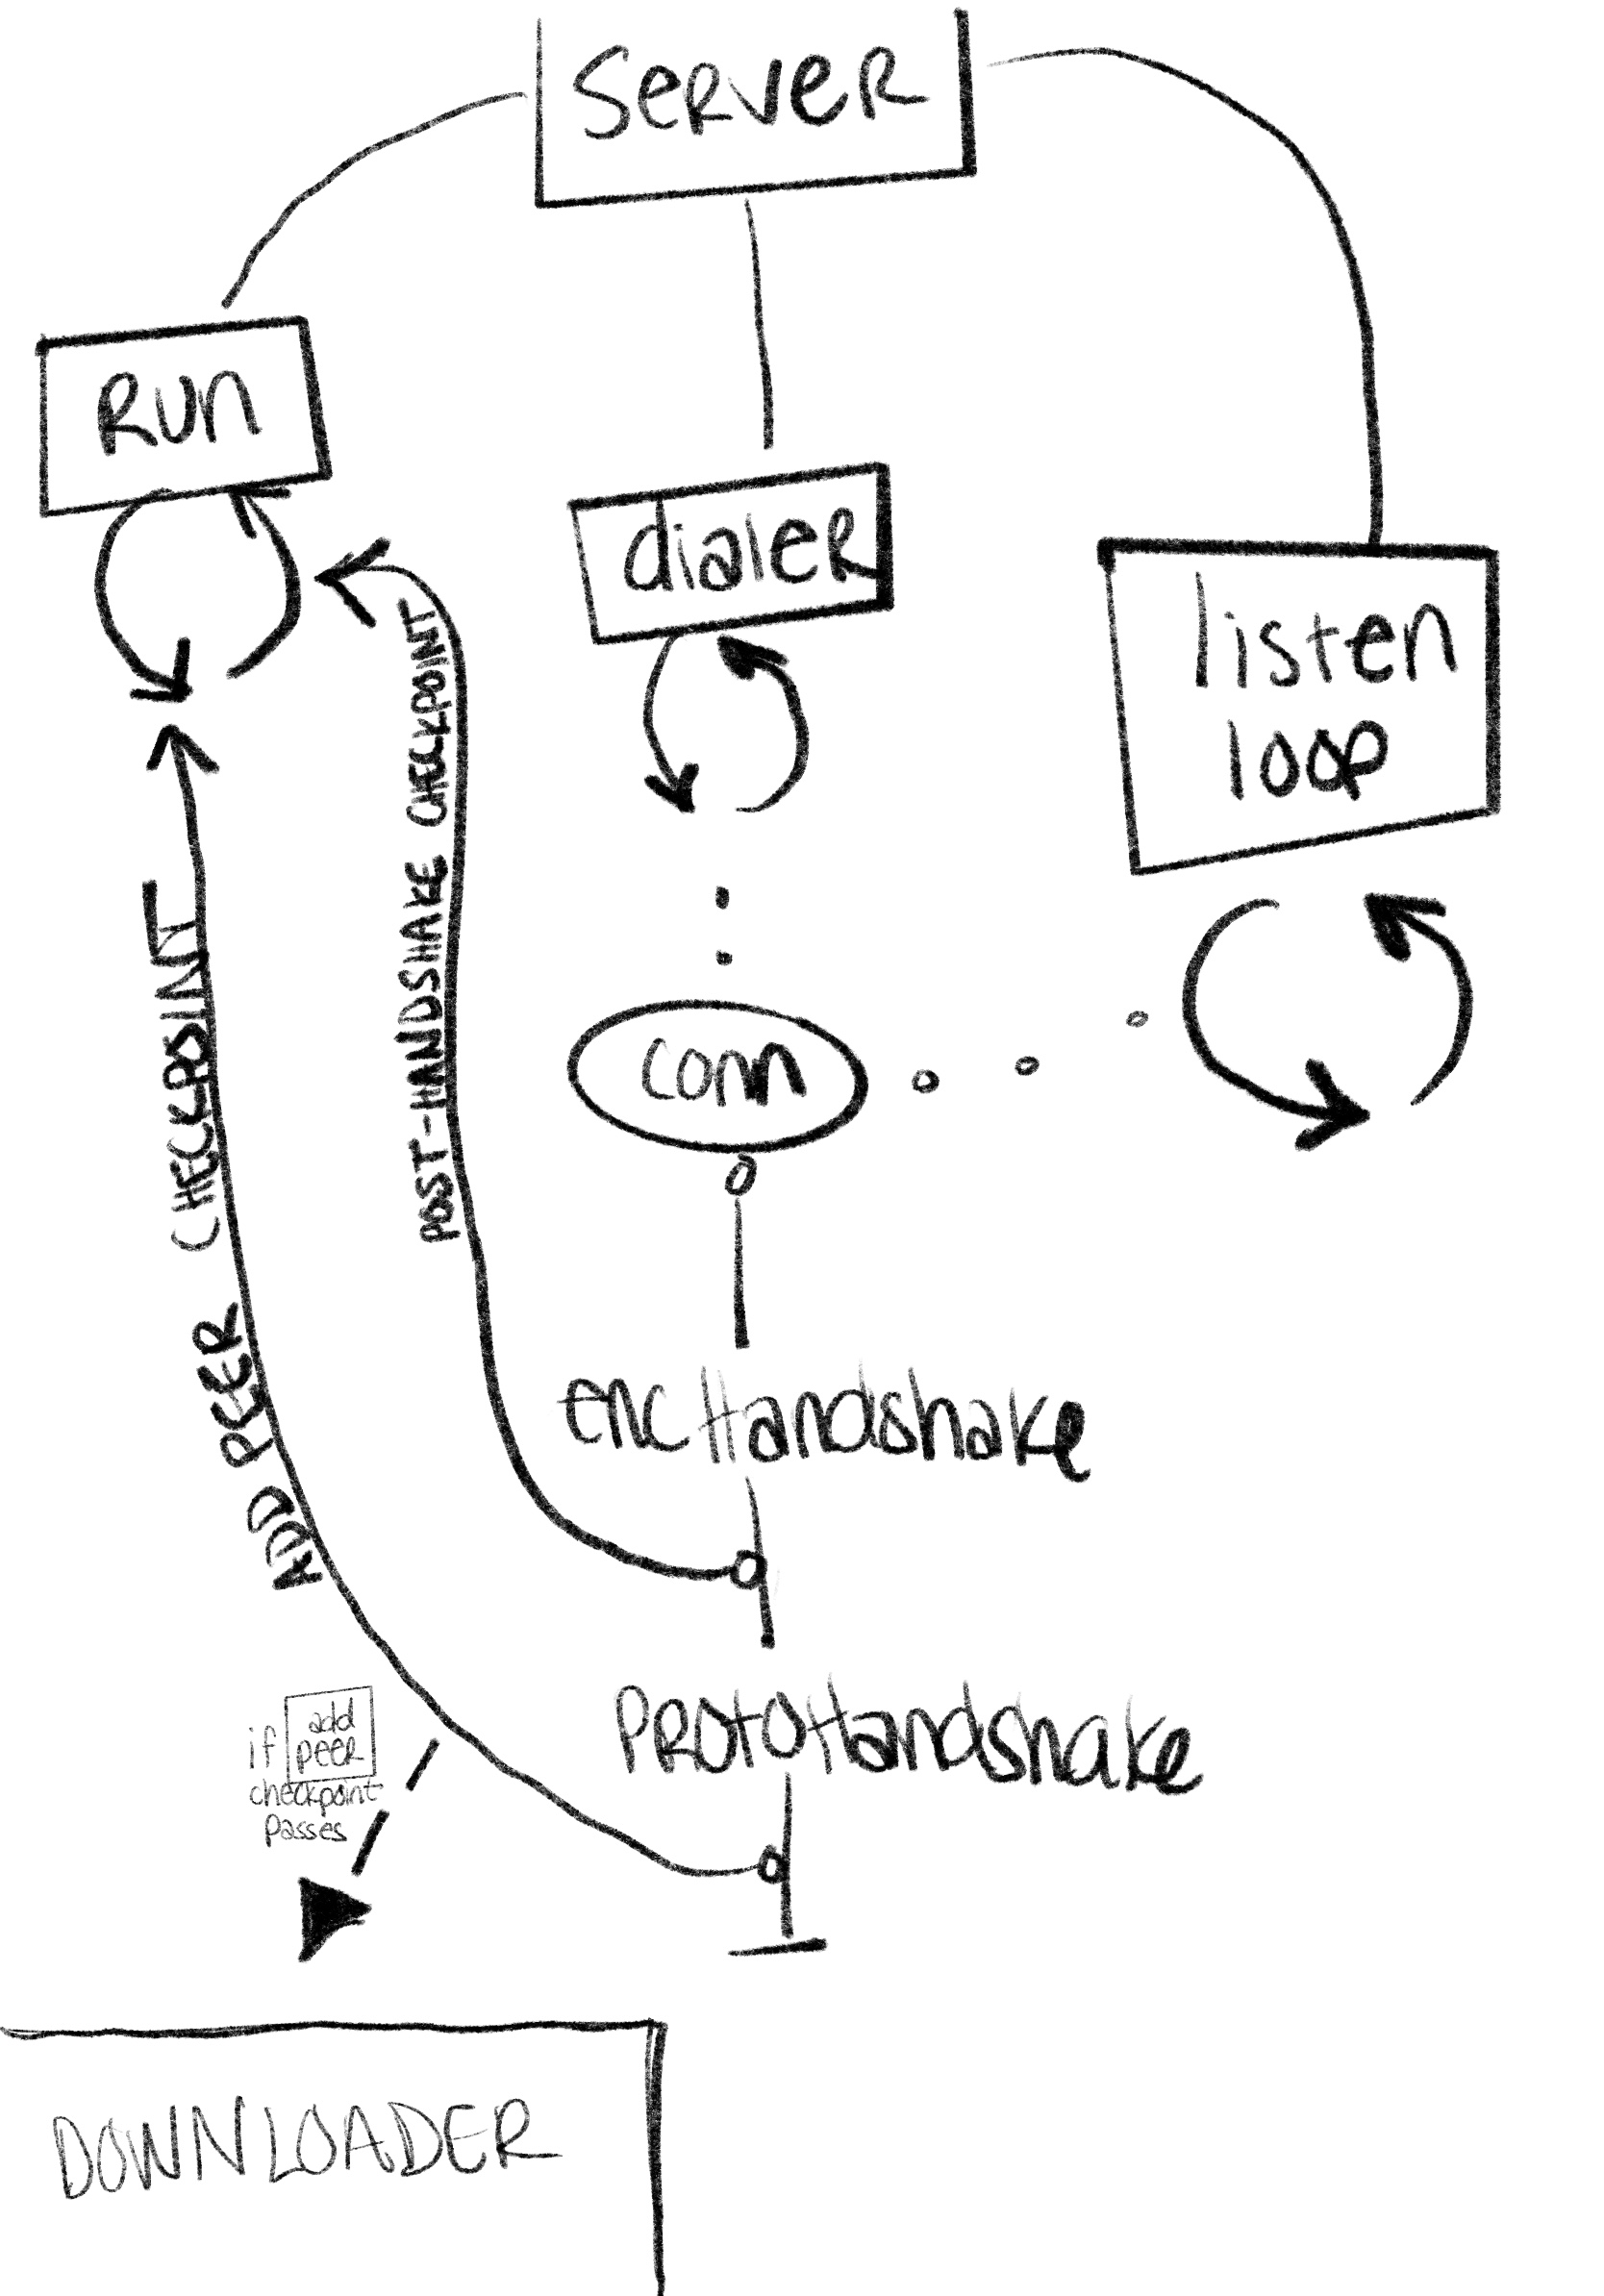 Server
Run
dialer
listen
loop
POST-HANDSHAKE CHECKPOINT
ADD PEER CHECKPOINT
conn
encHandshake
ProtoHandshake
if add
peer
checkpoint
passes
DOWNLOADER